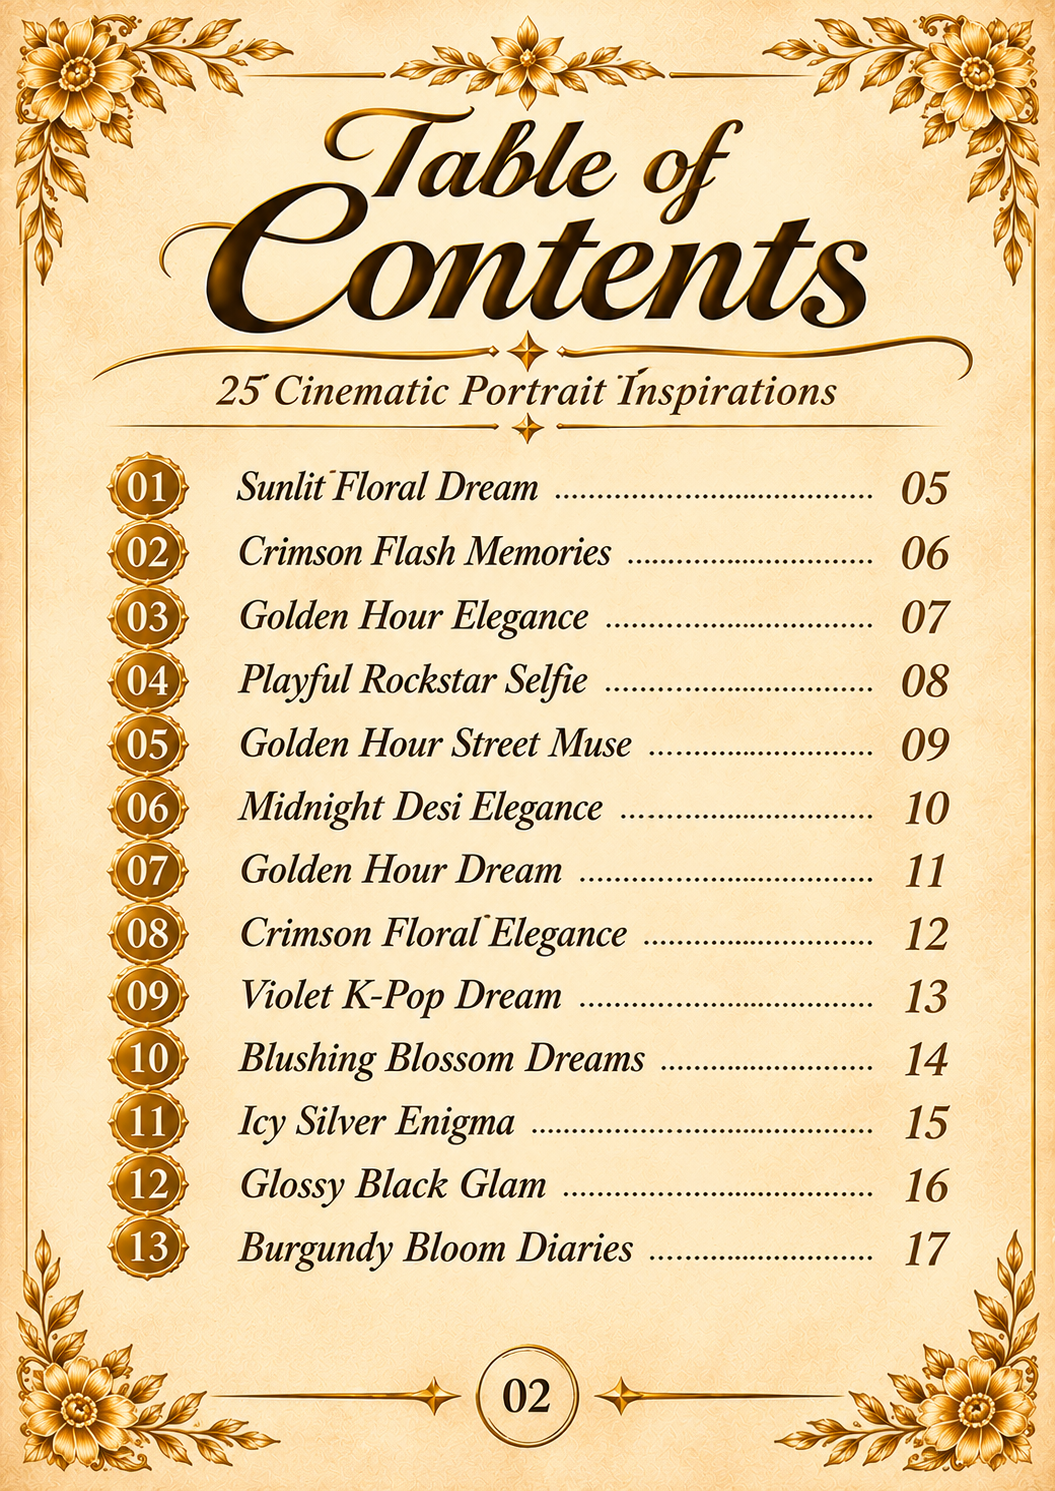 Table of
Contents
25 Cinematic Portrait Inspirations
01 Sunlit Floral Dream ........................ 05
02 Crimson Flash Memories ........................ 06
03 Golden Hour Elegance ........................ 07
04 Playful Rockstar Selfie ........................ 08
05 Golden Hour Street Muse ........................ 09
06 Midnight Desi Elegance ........................ 10
07 Golden Hour Dream ........................ 11
08 Crimson Floral Elegance ........................ 12
09 Violet K-Pop Dream ........................ 13
10 Blushing Blossom Dreams ........................ 14
11 Icy Silver Enigma ........................ 15
12 Glossy Black Glam ........................ 16
13 Burgundy Bloom Diaries ........................ 17
02